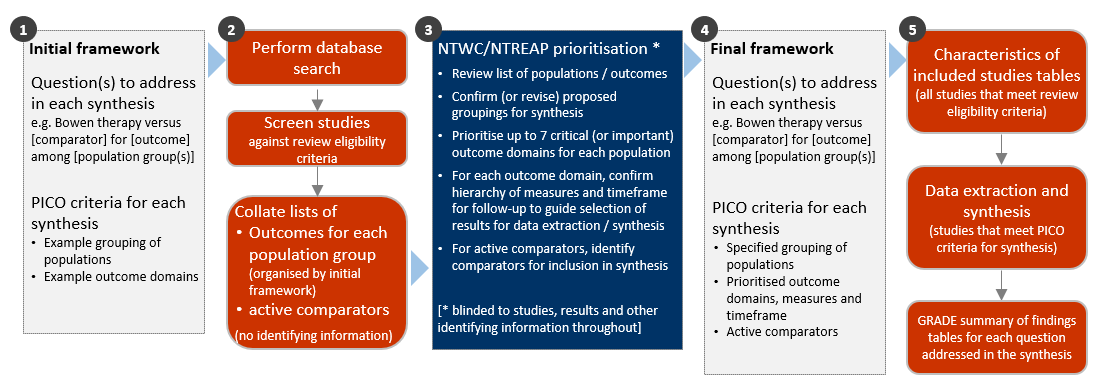 1
Initial framework
Question(s) to address
in each synthesis
e.g. Bowen therapy versus
[comparator] for [outcome]
among [population group(s)]
PICO criteria for each
synthesis
• Example grouping of
populations
• Example outcome domains
2
Perform database
search
Screen studies
against review eligibility
criteria
Collate lists of
• Outcomes for each
population group
(organised by initial
framework)
• active comparators
(no identifying information)
3
NTWC/NTREAP prioritisation *
• Review list of populations / outcomes
• Confirm (or revise) proposed
groupings for synthesis
• Prioritise up to 7 critical (or important)
outcome domains for each population
• For each outcome domain, confirm
hierarchy of measures and timeframe
for follow-up to guide selection of
results for data extraction / synthesis
• For active comparators, identify
comparators for inclusion in synthesis
[* blinded to studies, results and other
identifying information throughout]
4
Final framework
Question(s) to address
in each synthesis
e.g. Bowen therapy versus
[comparator] for [outcome]
among [population group(s)]
PICO criteria for each
synthesis
• Specified grouping of
populations
• Prioritised outcome
domains, measures and
timeframe
• Active comparators
5
Characteristics of
included studies tables
(all studies that meet review
eligibility criteria)
Data extraction and
synthesis
(studies that meet PICO
criteria for synthesis)
GRADE summary of findings
tables for each question
addressed in the synthesis